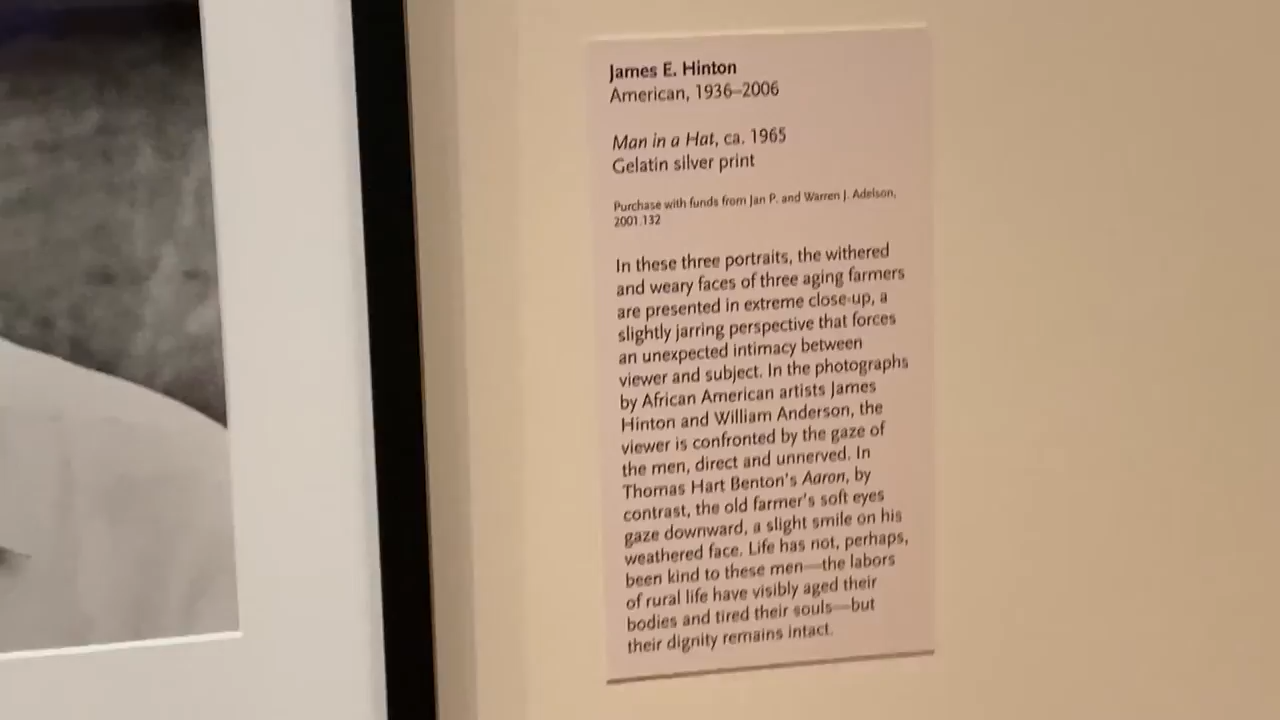 James E. Hinton
American, 1936–2006
Man in a Hat, ca. 1965
Gelatin silver print
Purchase with funds from Jan P. and Warren J. Adelson,
2001.132
In these three portraits, the withered
and weary faces of three aging farmers
are presented in extreme close-up, a
slightly jarring perspective that forces
an unexpected intimacy between
viewer and subject. In the photographs
by African American artists James
Hinton and William Anderson, the
viewer is confronted by the gaze of
the men, direct and unnerved. In
Thomas Hart Benton's Aaron, by
contrast, the old farmer's soft eyes
gaze downward, a slight smile on his
weathered face. Life has not, perhaps,
been kind to these men—the labors
of rural life have visibly aged their
bodies and tired their souls—but
their dignity remains intact.